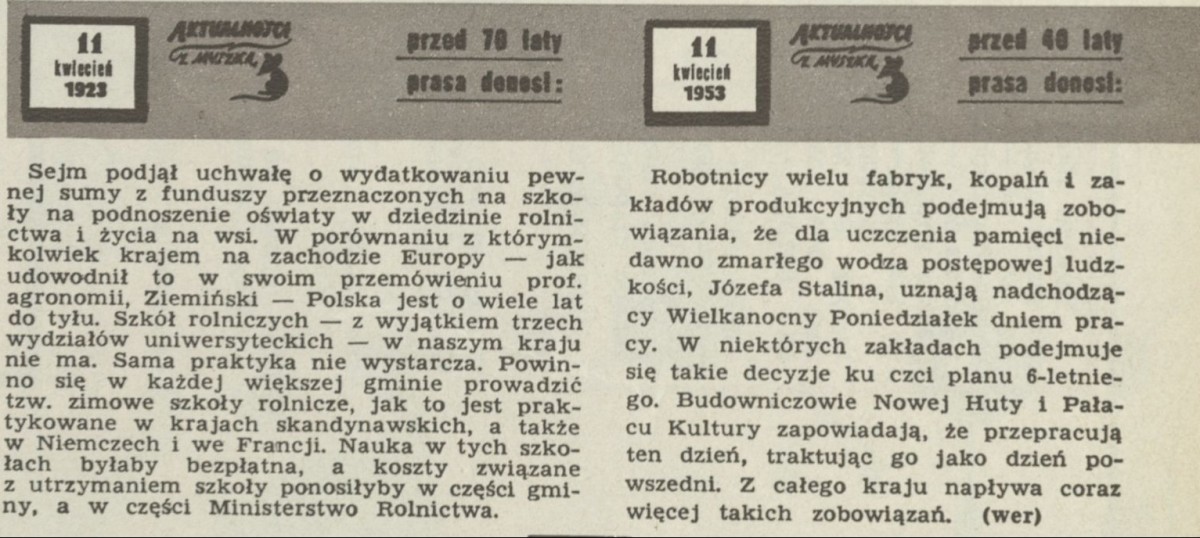 11
kwiecień
1923
AKTUALNOŚCI
Z MYSZKĄ
przed 70 laty
prasa donosi:
Sejm podjął uchwałę o wydatkowaniu pew-
nej sumy z funduszy przeznaczonych na szko-
ły na podnoszenie oświaty w dziedzinie rolni-
ctwa i życia na wsi. W porównaniu z którym-
kolwiek krajem na zachodzie Europy — jak
udowodnił to w swoim przemówieniu prof.
agronomii, Ziemiński — Polska jest o wiele lat
do tyłu. Szkół rolniczych — z wyjątkiem trzech
wydziałów uniwersyteckich — w naszym kraju
nie ma. Sama praktyka nie wystarcza. Powin-
no się w każdej większej gminie prowadzić
tzw. zimowe szkoły rolnicze, jak to jest prak-
tykowane w krajach skandynawskich, a także
w Niemczech i we Francji. Nauka w tych szko-
łach byłaby bezpłatna, a koszty związane
z utrzymaniem szkoły ponosiłyby w części gmi-
ny, a w części Ministerstwo Rolnictwa.
11
kwiecień
1953
AKTUALNOŚCI
Z MYSZKĄ
przed 40 laty
prasa donosi:
Robotnicy wielu fabryk, kopalń i za-
kładów produkcyjnych podejmują zobo-
wiązania, że dla uczczenia pamięci nie-
dawno zmarłego wodza postępowej ludz-
kości, Józefa Stalina, uznają nadchodzą-
cy Wielkanocny Poniedziałek dniem pra-
cy. W niektórych zakładach podejmuje
się takie decyzje ku czci planu 6-letnie-
go. Budowniczowie Nowej Huty i Pała-
cu Kultury zapowiadają, że przepracują
ten dzień, traktując go jako dzień po-
wszedni. Z całego kraju napływa coraz
więcej takich zobowiązań. (wer)